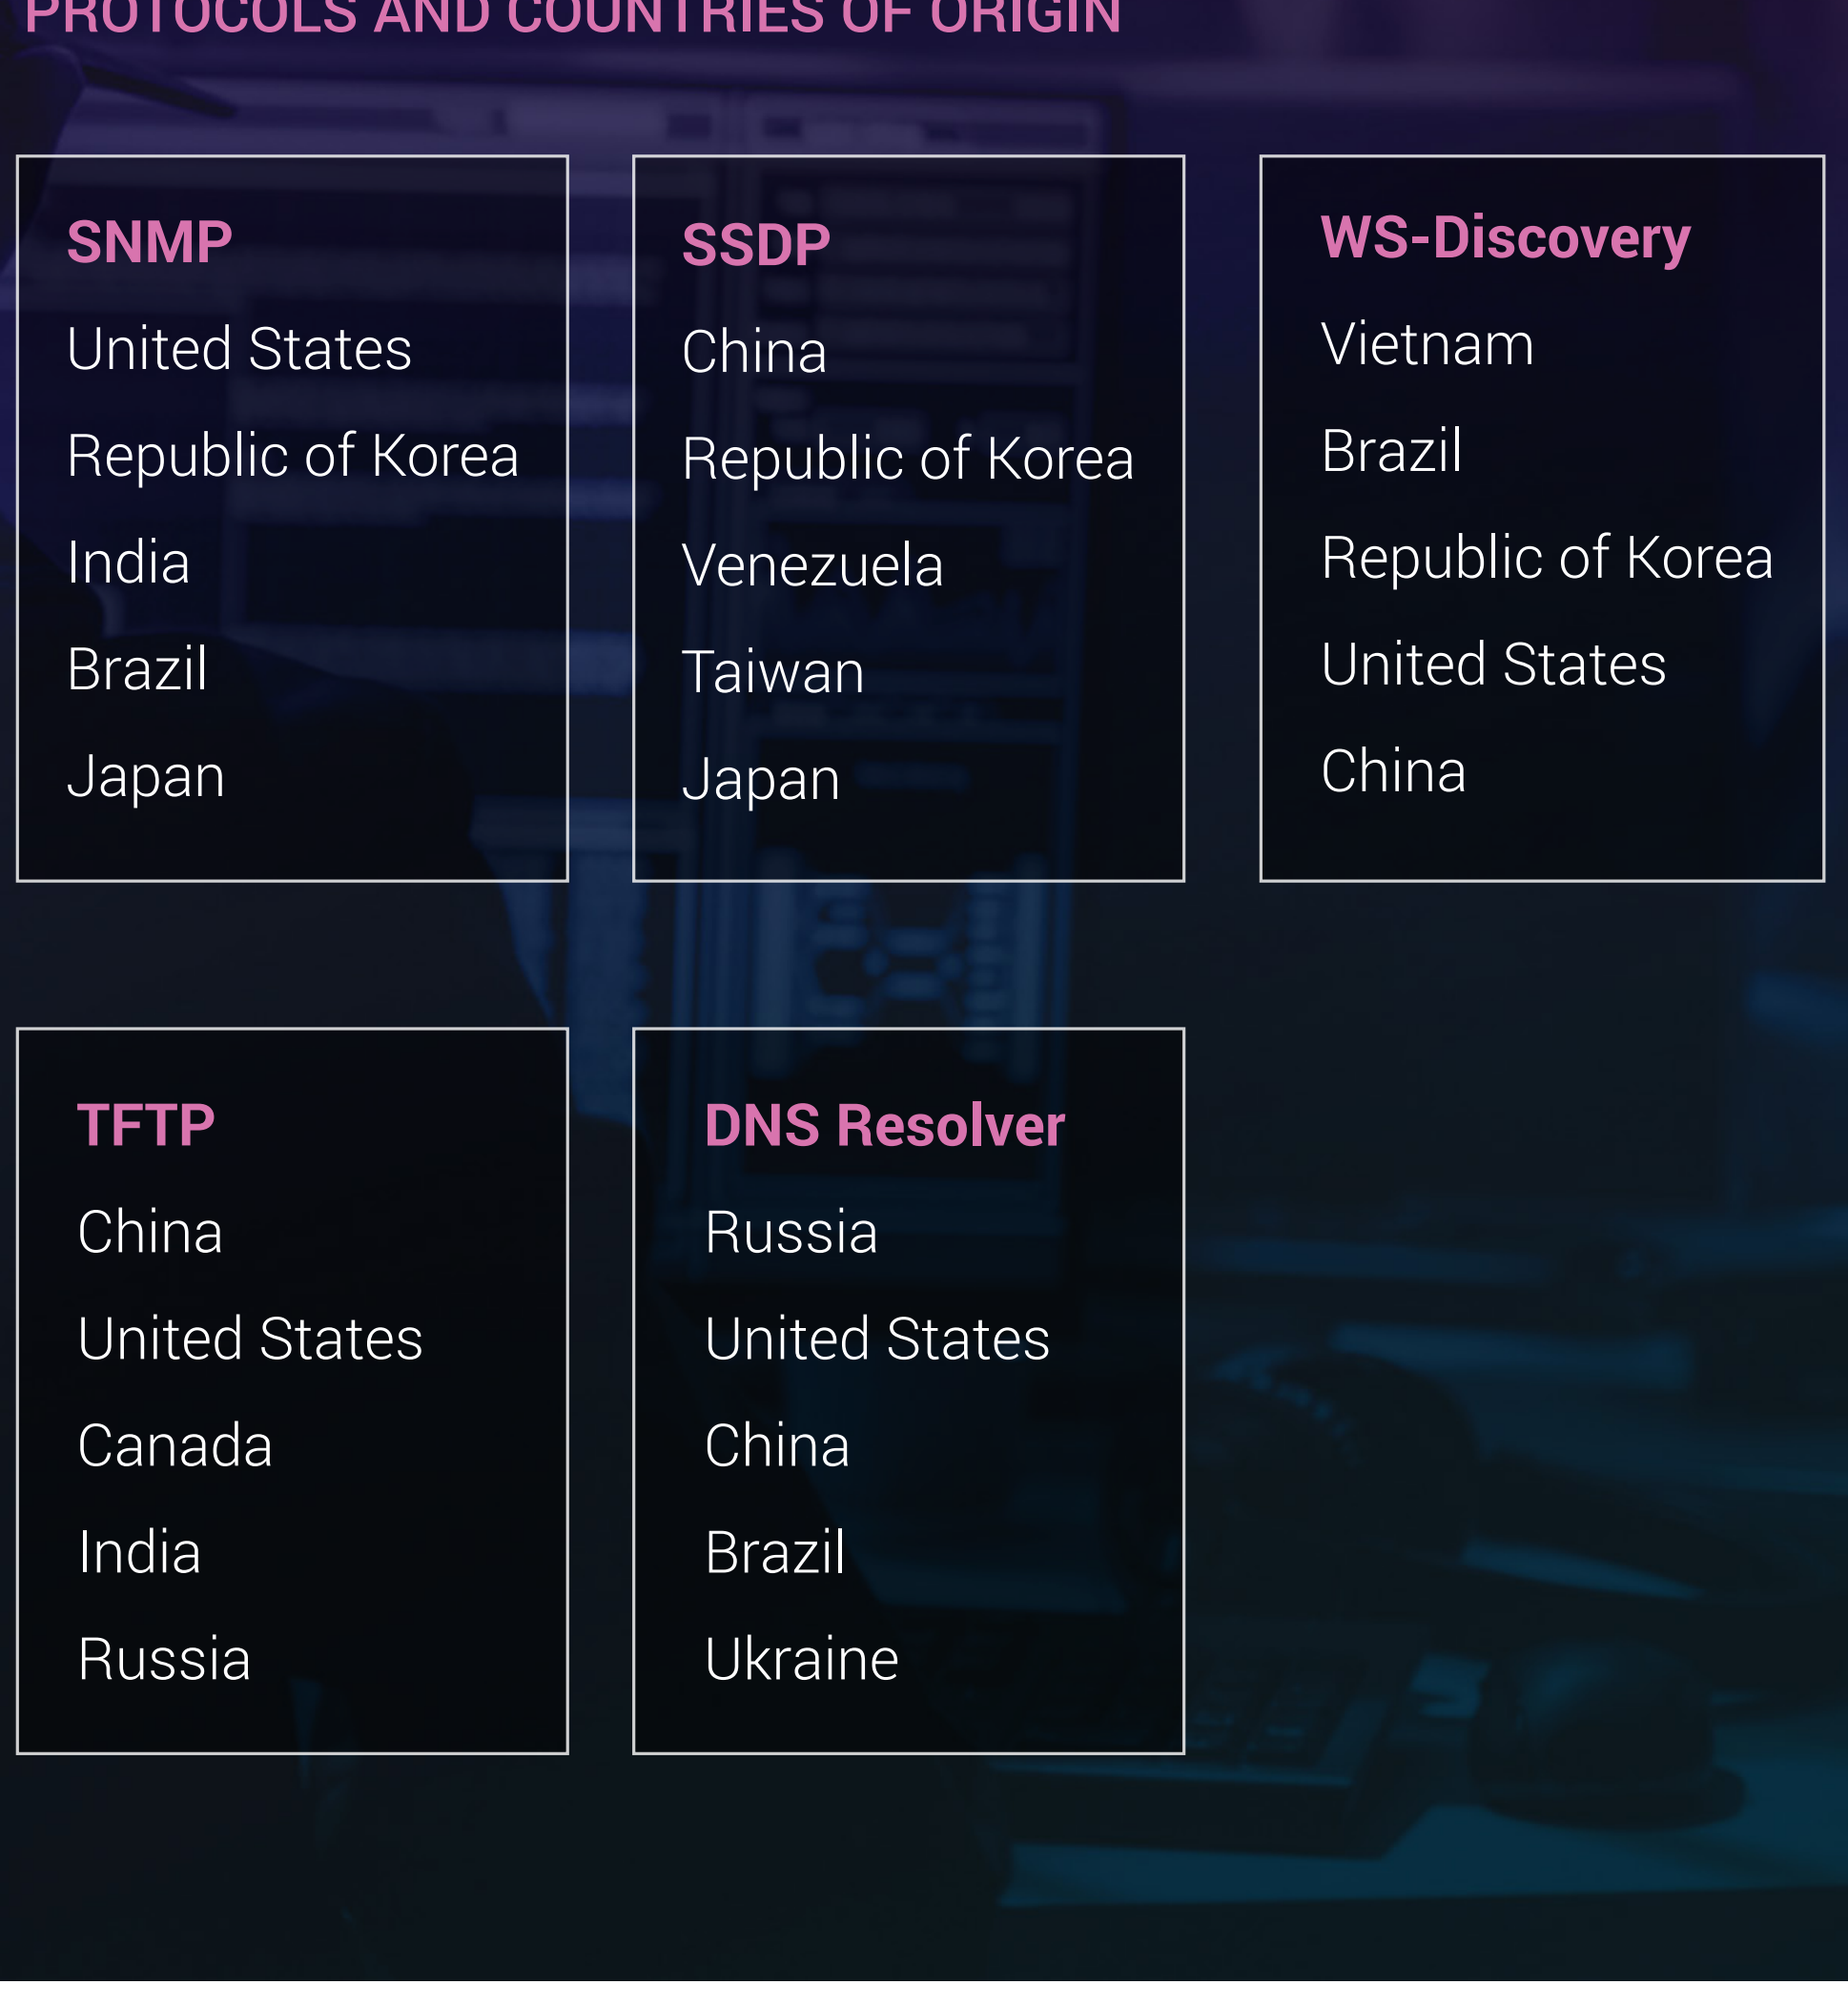 PROTOCOLS AND COUNTRIES OF ORIGIN
SNMP
United States
Republic of Korea
India
Brazil
Japan
SSDP
China
Republic of Korea
Venezuela
Taiwan
Japan
WS-Discovery
Vietnam
Brazil
Republic of Korea
United States
China
TFTP
China
United States
Canada
India
Russia
DNS Resolver
Russia
United States
China
Brazil
Ukraine